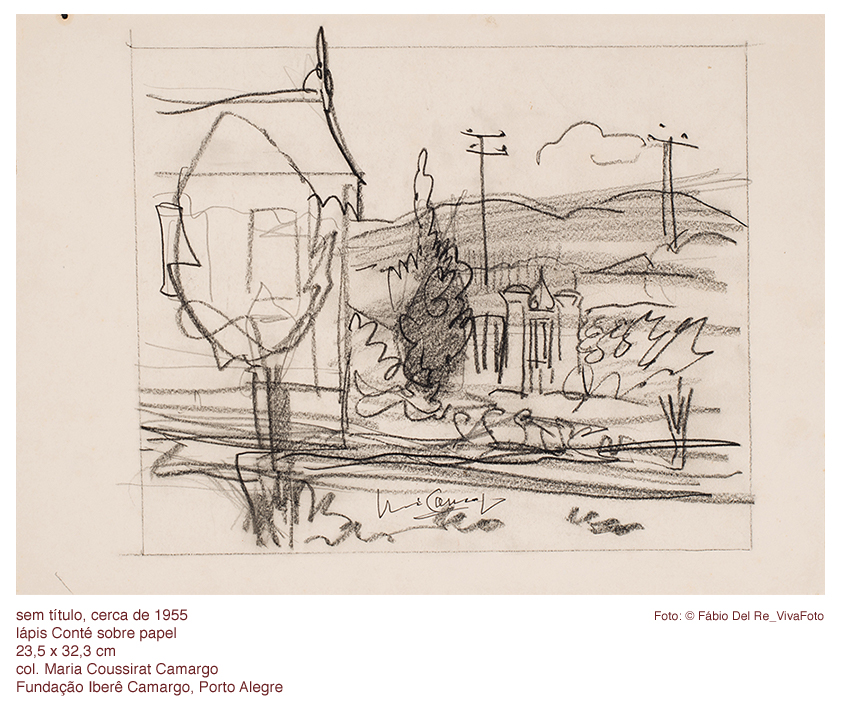 sem título, cerca de 1955
lápis Conté sobre papel
23,5 x 32,3 cm
col. Maria Coussirat Camargo
Fundação Iberê Camargo, Porto Alegre
Foto: © Fábio Del Re_VivaFoto